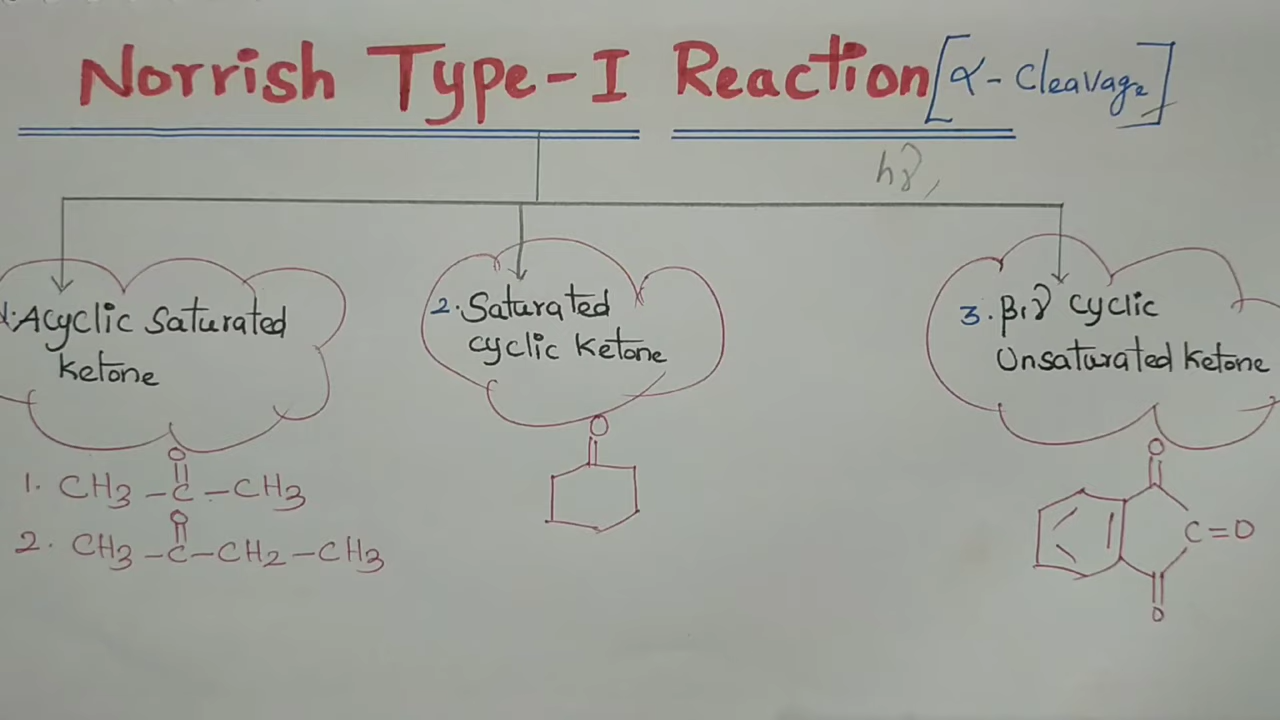 Norrish Type-I Reaction [α-Cleavage]
hγ,
1. Acyclic Saturated
Ketone
2. Saturated
cyclic Ketone
3. β,γ cyclic
Unsaturated Ketone
O
1. CH3-C-CH3
O
2. CH3-C-CH2-CH3
O
O
C=O
O